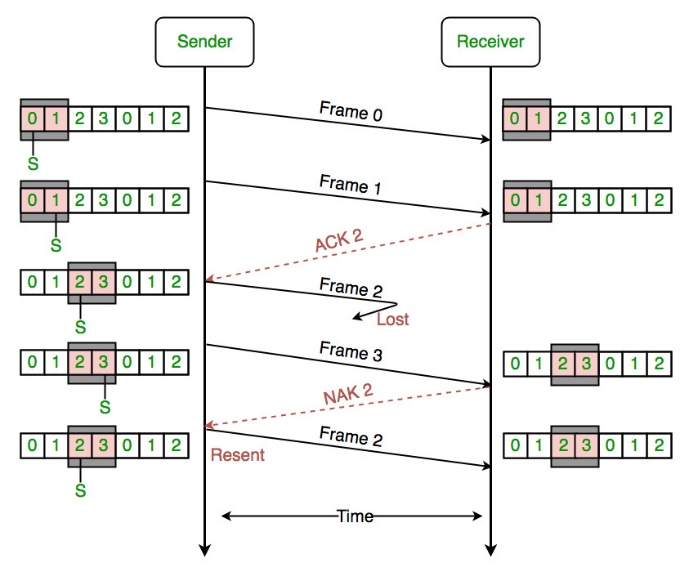 Sender
Receiver
0 1 2 3 0 1 2
S
Frame 0
0 1 2 3 0 1 2
0 1 2 3 0 1 2
S
Frame 1
0 1 2 3 0 1 2
ACK 2
0 1 2 3 0 1 2
S
Frame 2
Lost
0 1 2 3 0 1 2
S
Frame 3
0 1 2 3 0 1 2
NAK 2
0 1 2 3 0 1 2
S
Resent
Frame 2
0 1 2 3 0 1 2
Time